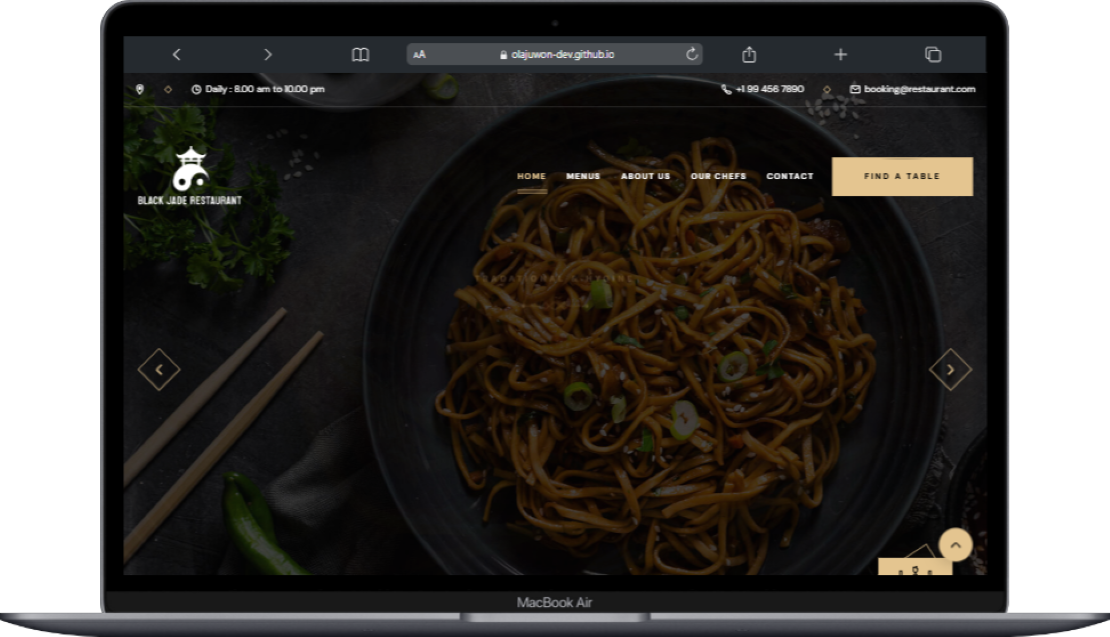 AA olajuwon-dev.github.io
Daily : 8.00 am to 10.00 pm
+1 99 456 7890
booking@restaurant.com
BLACK JADE RESTAURANT
HOME MENUS ABOUT US OUR CHEFS CONTACT FIND A TABLE
MacBook Air